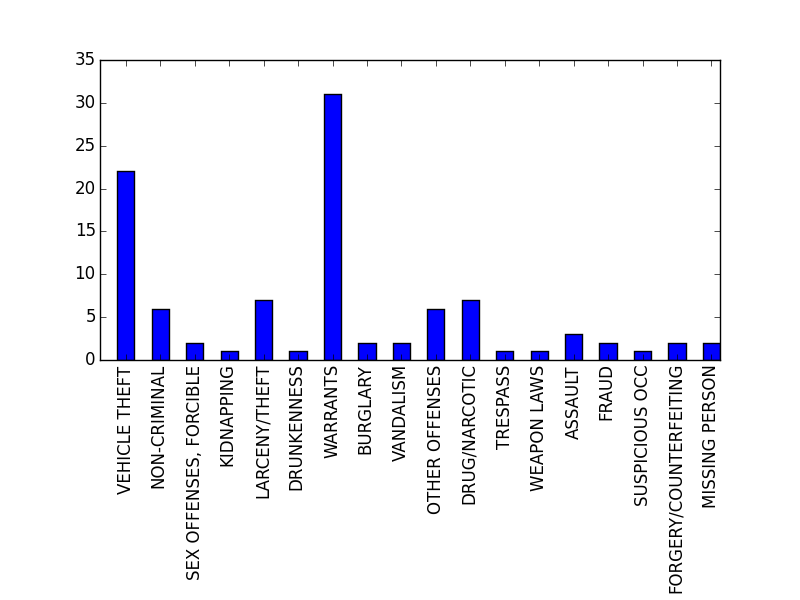 35
30
25
20
15
10
5
0
VEHICLE THEFT
NON-CRIMINAL
SEX OFFENSES, FORCIBLE
KIDNAPPING
LARCENY/THEFT
DRUNKENNESS
WARRANTS
BURGLARY
VANDALISM
OTHER OFFENSES
DRUG/NARCOTIC
TRESPASS
WEAPON LAWS
ASSAULT
FRAUD
SUSPICIOUS OCC
FORGERY/COUNTERFEITING
MISSING PERSON